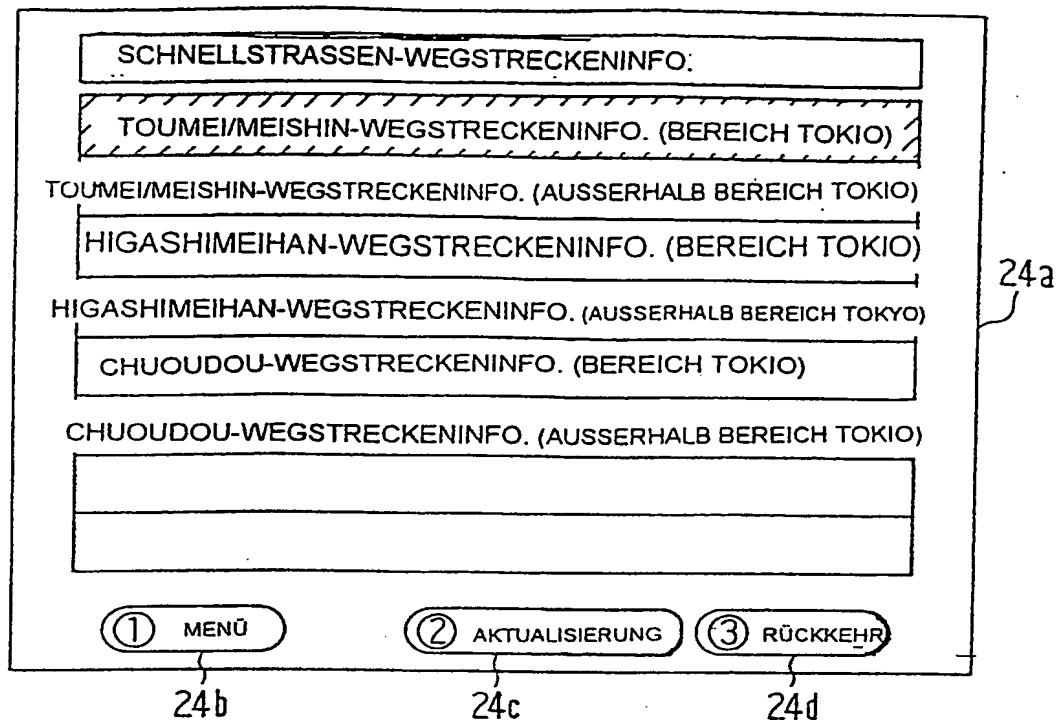 SCHNELLSTRASSEN-WEGSTRECKENINFO.
TOUMEI/MEISHIN-WEGSTRECKENINFO. (BEREICH TOKIO)
TOUMEI/MEISHIN-WEGSTRECKENINFO. (AUSSERHALB BEREICH TOKIO)
HIGASHIMEIHAN-WEGSTRECKENINFO. (BEREICH TOKIO)
24a
HIGASHIMEIHAN-WEGSTRECKENINFO. (AUSSERHALB BEREICH TOKYO)
CHUOUDOU-WEGSTRECKENINFO. (BEREICH TOKIO)
CHUOUDOU-WEGSTRECKENINFO. (AUSSERHALB BEREICH TOKIO)
① MENÜ ② AKTUALISIERUNG ③ RÜCKKEHR
24b 24c 24d